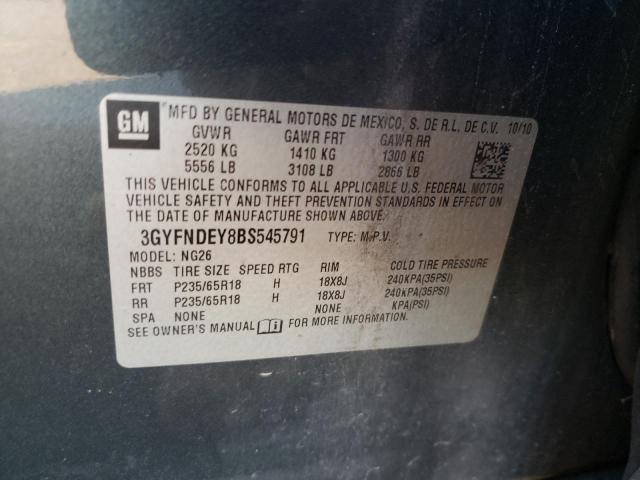 GM
MFD BY GENERAL MOTORS DE MEXICO, S. DE R.L. DE C.V. 10/10
GVWR GAWR FRT GAWR RR
2520 KG 1410 KG 1300 KG
5556 LB 3108 LB 2866 LB
THIS VEHICLE CONFORMS TO ALL APPLICABLE U.S. FEDERAL MOTOR
VEHICLE SAFETY AND THEFT PREVENTION STANDARDS IN EFFECT ON THE
DATE OF MANUFACTURE SHOWN ABOVE.
3GYFNDEY8BS545791 TYPE: M.P.V.
MODEL: NG26
NBBS TIRE SIZE SPEED RTG RIM COLD TIRE PRESSURE
FRT P235/65R18 H 18X8J 240KPA(35PSI)
RR P235/65R18 H 18X8J 240KPA(35PSI)
SPA NONE NONE KPA(PSI)
SEE OWNER'S MANUAL FOR MORE INFORMATION.